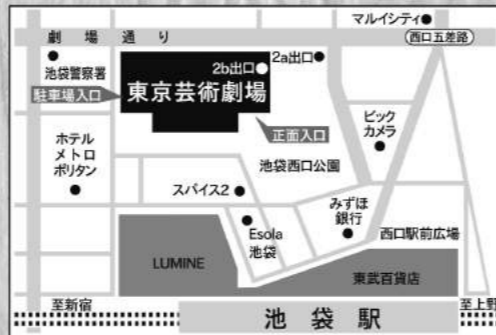 マルイシティ
劇場通り
西口五差路
池袋警察署
2b出口
2a出口
東京芸術劇場
駐車場入口
正面入口
ビック
カメラ
ホテル
メトロ
ポリタン
池袋西口公園
スパイス2
みずほ
銀行
Esola
池袋
西口駅前広場
LUMINE
東武百貨店
至新宿
至上野
池袋駅